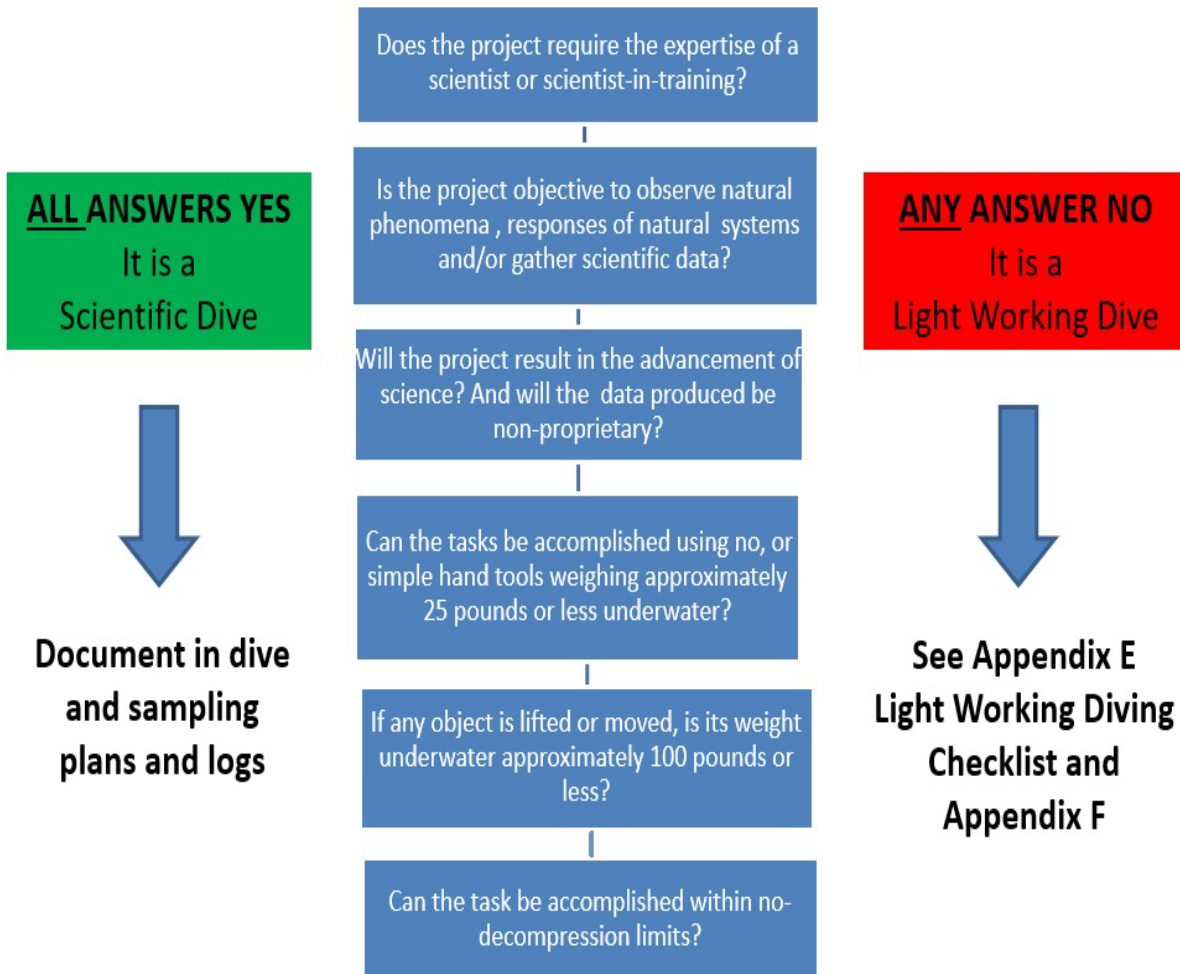 Does the project require the expertise of a
scientist or scientist-in-training?
Is the project objective to observe natural
phenomena , responses of natural systems
and/or gather scientific data?
Will the project result in the advancement of
science? And will the data produced be
non-proprietary?
Can the tasks be accomplished using no, or
simple hand tools weighing approximately
25 pounds or less underwater?
If any object is lifted or moved, is its weight
underwater approximately 100 pounds or
less?
Can the task be accomplished within no-
decompression limits?
ALL ANSWERS YES
It is a
Scientific Dive
Document in dive
and sampling
plans and logs
ANY ANSWER NO
It is a
Light Working Dive
See Appendix E
Light Working Diving
Checklist and
Appendix F